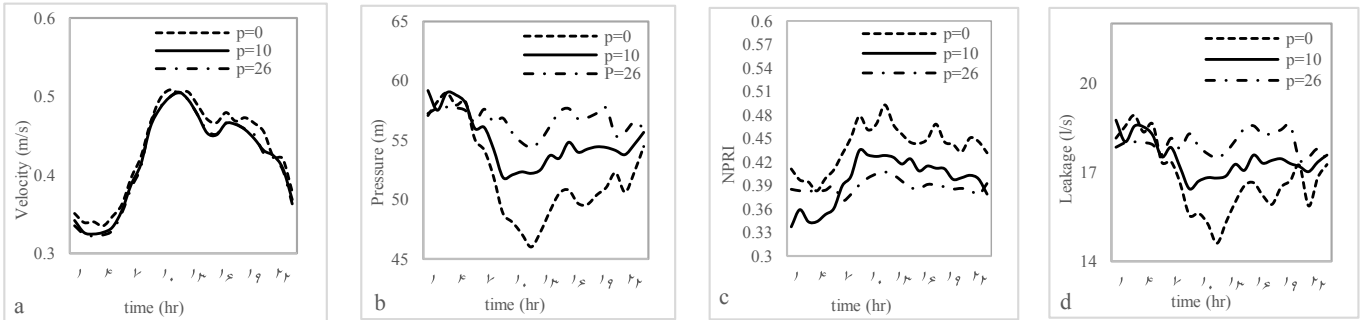 0.6
0.5
0.4
0.3
Velocity (m/s)
p=0
p=10
p=26
۱ ۴ ۷ ۱۰ ۱۳ ۱۶ ۱۹ ۲۲
time (hr)
a
65
60
55
50
45
Pressure (m)
p=0
p=10
P=26
۱ ۴ ۷ ۱۰ ۱۳ ۱۶ ۱۹ ۲۲
time (hr)
b
0.6
0.57
0.54
0.51
0.48
0.45
0.42
0.39
0.36
0.33
0.3
NPRI
p=0
p=10
p=26
۱ ۴ ۷ ۱۰ ۱۳ ۱۶ ۱۹ ۲۲
time (hr)
c
20
17
14
Leakage (l/s)
p=0
p=10
p=26
۱ ۴ ۷ ۱۰ ۱۳ ۱۶ ۱۹ ۲۲
time (hr)
d